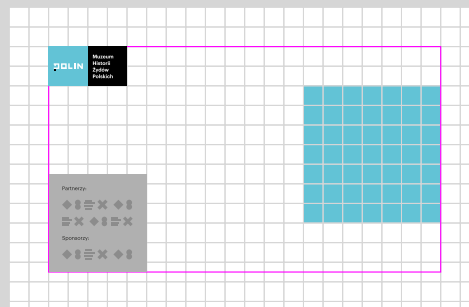 POLIN
Muzeum
Historii
Żydów
Polskich
Partnerzy:
Sponsorzy: